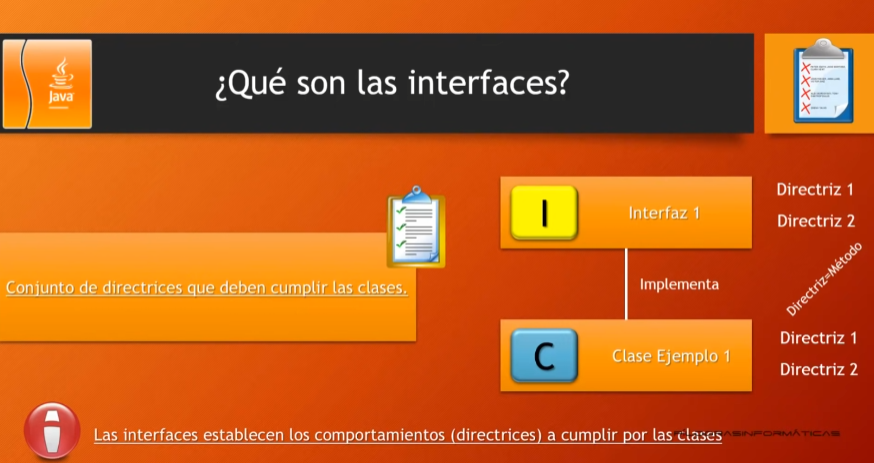 ¿Qué son las interfaces?
Java
Directriz 1
I
Interfaz 1
Directriz 2
Directriz=Método
Conjunto de directrices que deben cumplir las clases.
Implementa
Directriz 1
C
Clase Ejemplo 1
Directriz 2
Las interfaces establecen los comportamientos (directrices) a cumplir por las clases